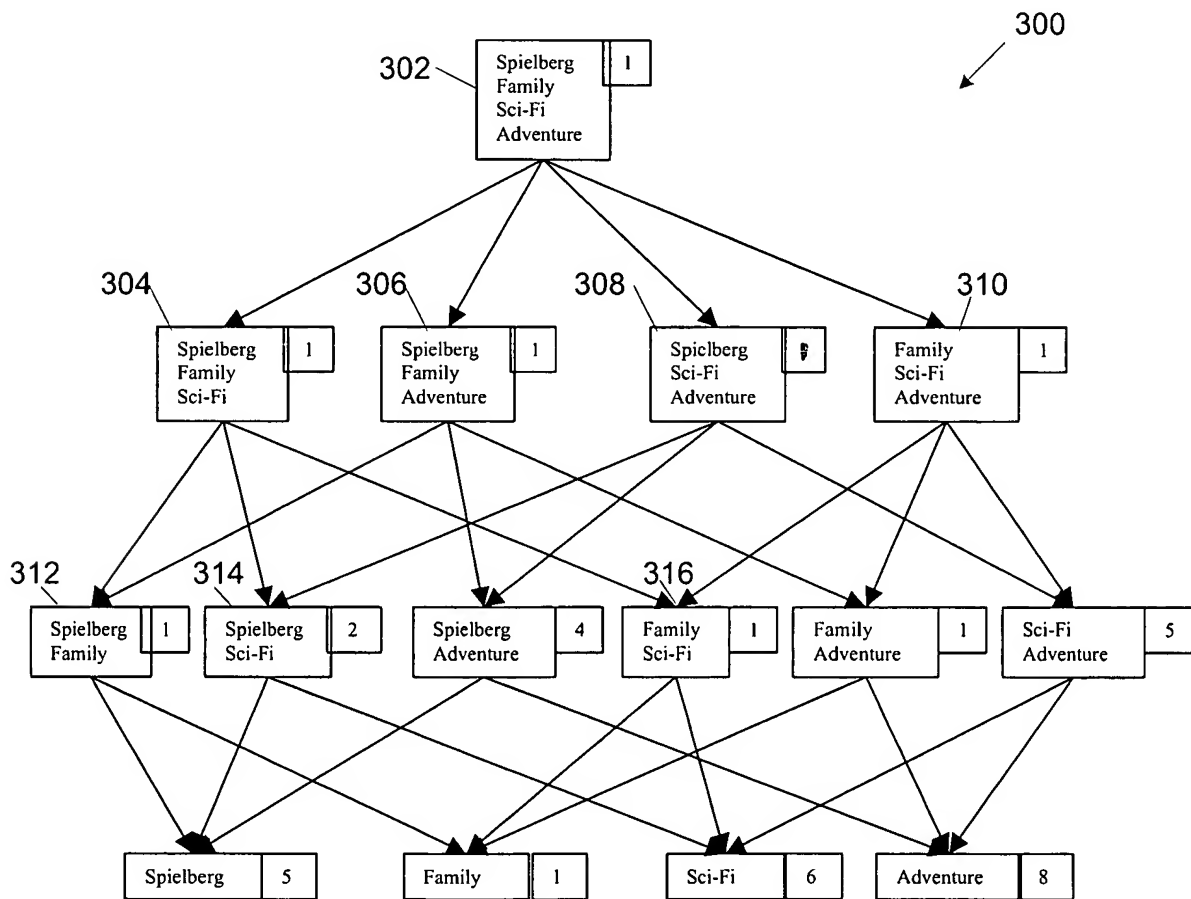 300
302
Spielberg
Family
Sci-Fi
Adventure
1
304
306
308
310
Spielberg
Family
Sci-Fi
1
Spielberg
Family
Adventure
1
Spielberg
Sci-Fi
Adventure
Family
Sci-Fi
Adventure
1
312
314
316
Spielberg
Family
1
Spielberg
Sci-Fi
2
Spielberg
Adventure
4
Family
Sci-Fi
1
Family
Adventure
1
Sci-Fi
Adventure
5
Spielberg
5
Family
1
Sci-Fi
6
Adventure
8